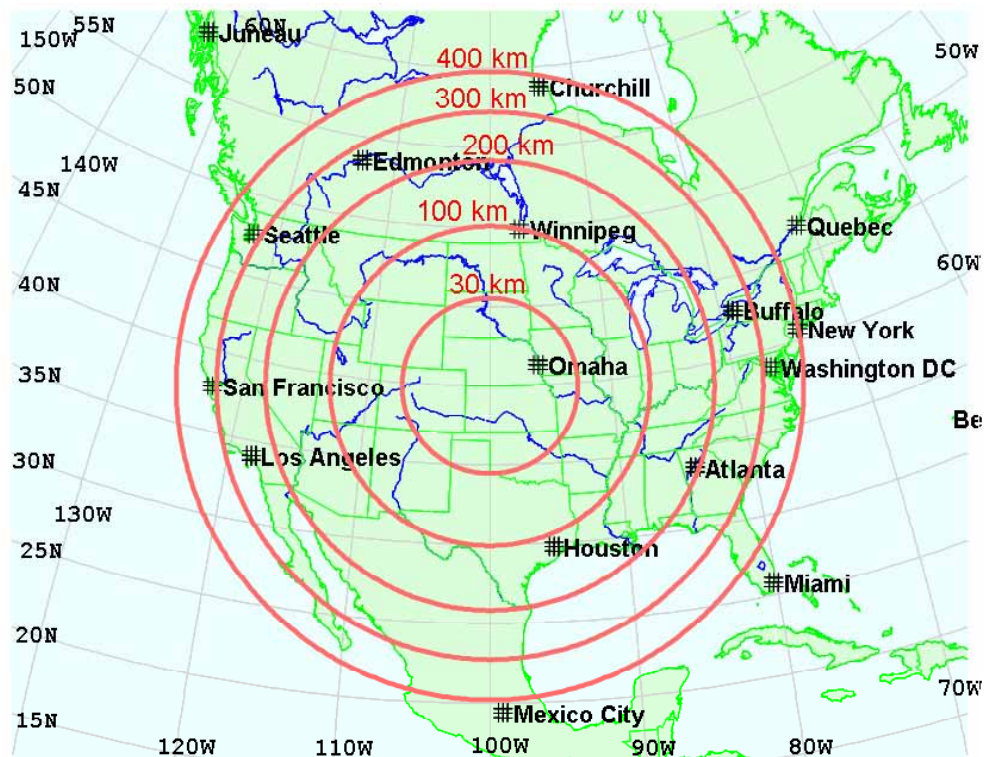 55N
60N
150W
Juneau
50W
400 km
50N
Churchill
300 km
200 km
140W
Edmonton
45N
100 km
Winnipeg
Quebec
Seattle
60W
40N
30 km
Buffalo
New York
Omaha
Washington DC
35N
San Francisco
Be
30N
Los Angeles
Atlanta
130W
25N
Houston
Miami
20N
70W
15N
Mexico City
120W
110W
100W
90W
80W